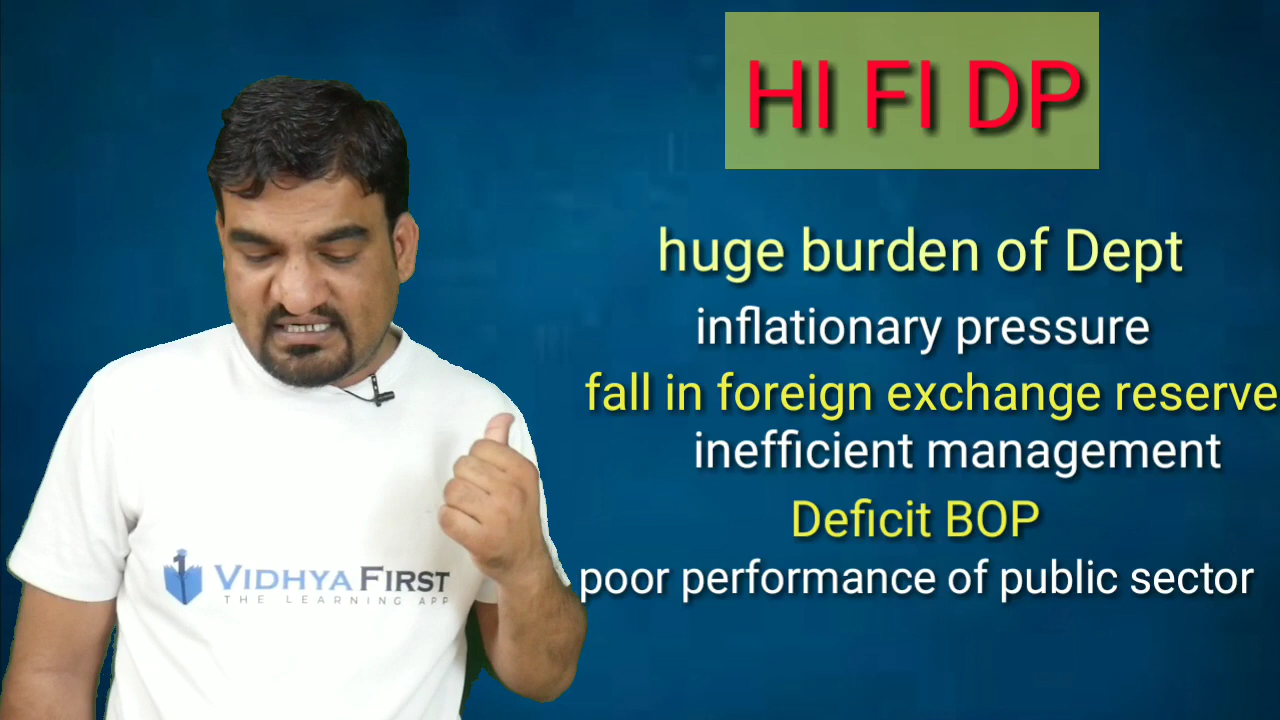 HI FI DP
huge burden of Dept
inflationary pressure
fall in foreign exchange reserve
inefficient management
Deficit BOP
poor performance of public sector
1
VIDHYA FIRST
THE LEARNING APP